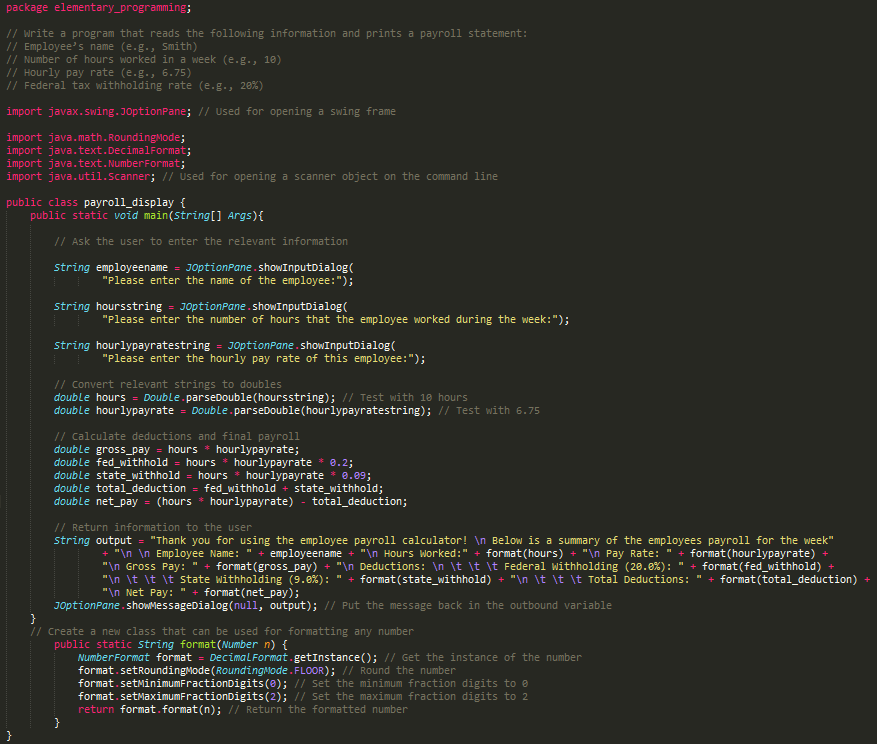 package elementary_programming;
// Write a program that reads the following information and prints a payroll statement:
// Employee’s name (e.g., Smith)
// Number of hours worked in a week (e.g., 10)
// Hourly pay rate (e.g., 6.75)
// Federal tax withholding rate (e.g., 20%)
import javax.swing.JOptionPane; // Used for opening a swing frame
import java.math.RoundingMode;
import java.text.DecimalFormat;
import java.text.NumberFormat;
import java.util.Scanner; // Used for opening a scanner object on the command line
public class payroll_display {
public static void main(String[] Args){
// Ask the user to enter the relevant information
String employeename = JOptionPane.showInputDialog(
"Please enter the name of the employee:");
String hoursstring = JOptionPane.showInputDialog(
"Please enter the number of hours that the employee worked during the week:");
String hourlypayratestring = JOptionPane.showInputDialog(
"Please enter the hourly pay rate of this employee:");
// Convert relevant strings to doubles
double hours = Double.parseDouble(hoursstring); // Test with 10 hours
double hourlypayrate = Double.parseDouble(hourlypayratestring); // Test with 6.75
// Calculate deductions and final payroll
double gross_pay = hours * hourlypayrate;
double fed_withhold = hours * hourlypayrate * 0.2;
double state_withhold = hours * hourlypayrate * 0.09;
double total_deduction = fed_withhold + state_withhold;
double net_pay = (hours * hourlypayrate) - total_deduction;
// Return information to the user
String output = "Thank you for using the employee payroll calculator! \n Below is a summary of the employees payroll for the week"
+ "\n \n Employee Name: " + employeename + "\n Hours Worked:" + format(hours) + "\n Pay Rate: " + format(hourlypayrate) +
"\n Gross Pay: " + format(gross_pay) + "\n Deductions: \n \t \t \t Federal Withholding (20.0%): " + format(fed_withhold) +
"\n \t \t \t State Withholding (9.0%): " + format(state_withhold) + "\n \t \t \t Total Deductions: " + format(total_deduction) +
"\n Net Pay: " + format(net_pay);
JOptionPane.showMessageDialog(null, output); // Put the message back in the outbound variable
}
// Create a new class that can be used for formatting any number
public static String format(Number n) {
NumberFormat format = DecimalFormat.getInstance(); // Get the instance of the number
format.setRoundingMode(RoundingMode.FLOOR); // Round the number
format.setMinimumFractionDigits(0); // Set the minimum fraction digits to 0
format.setMaximumFractionDigits(2); // Set the maximum fraction digits to 2
return format.format(n); // Return the formatted number
}
}